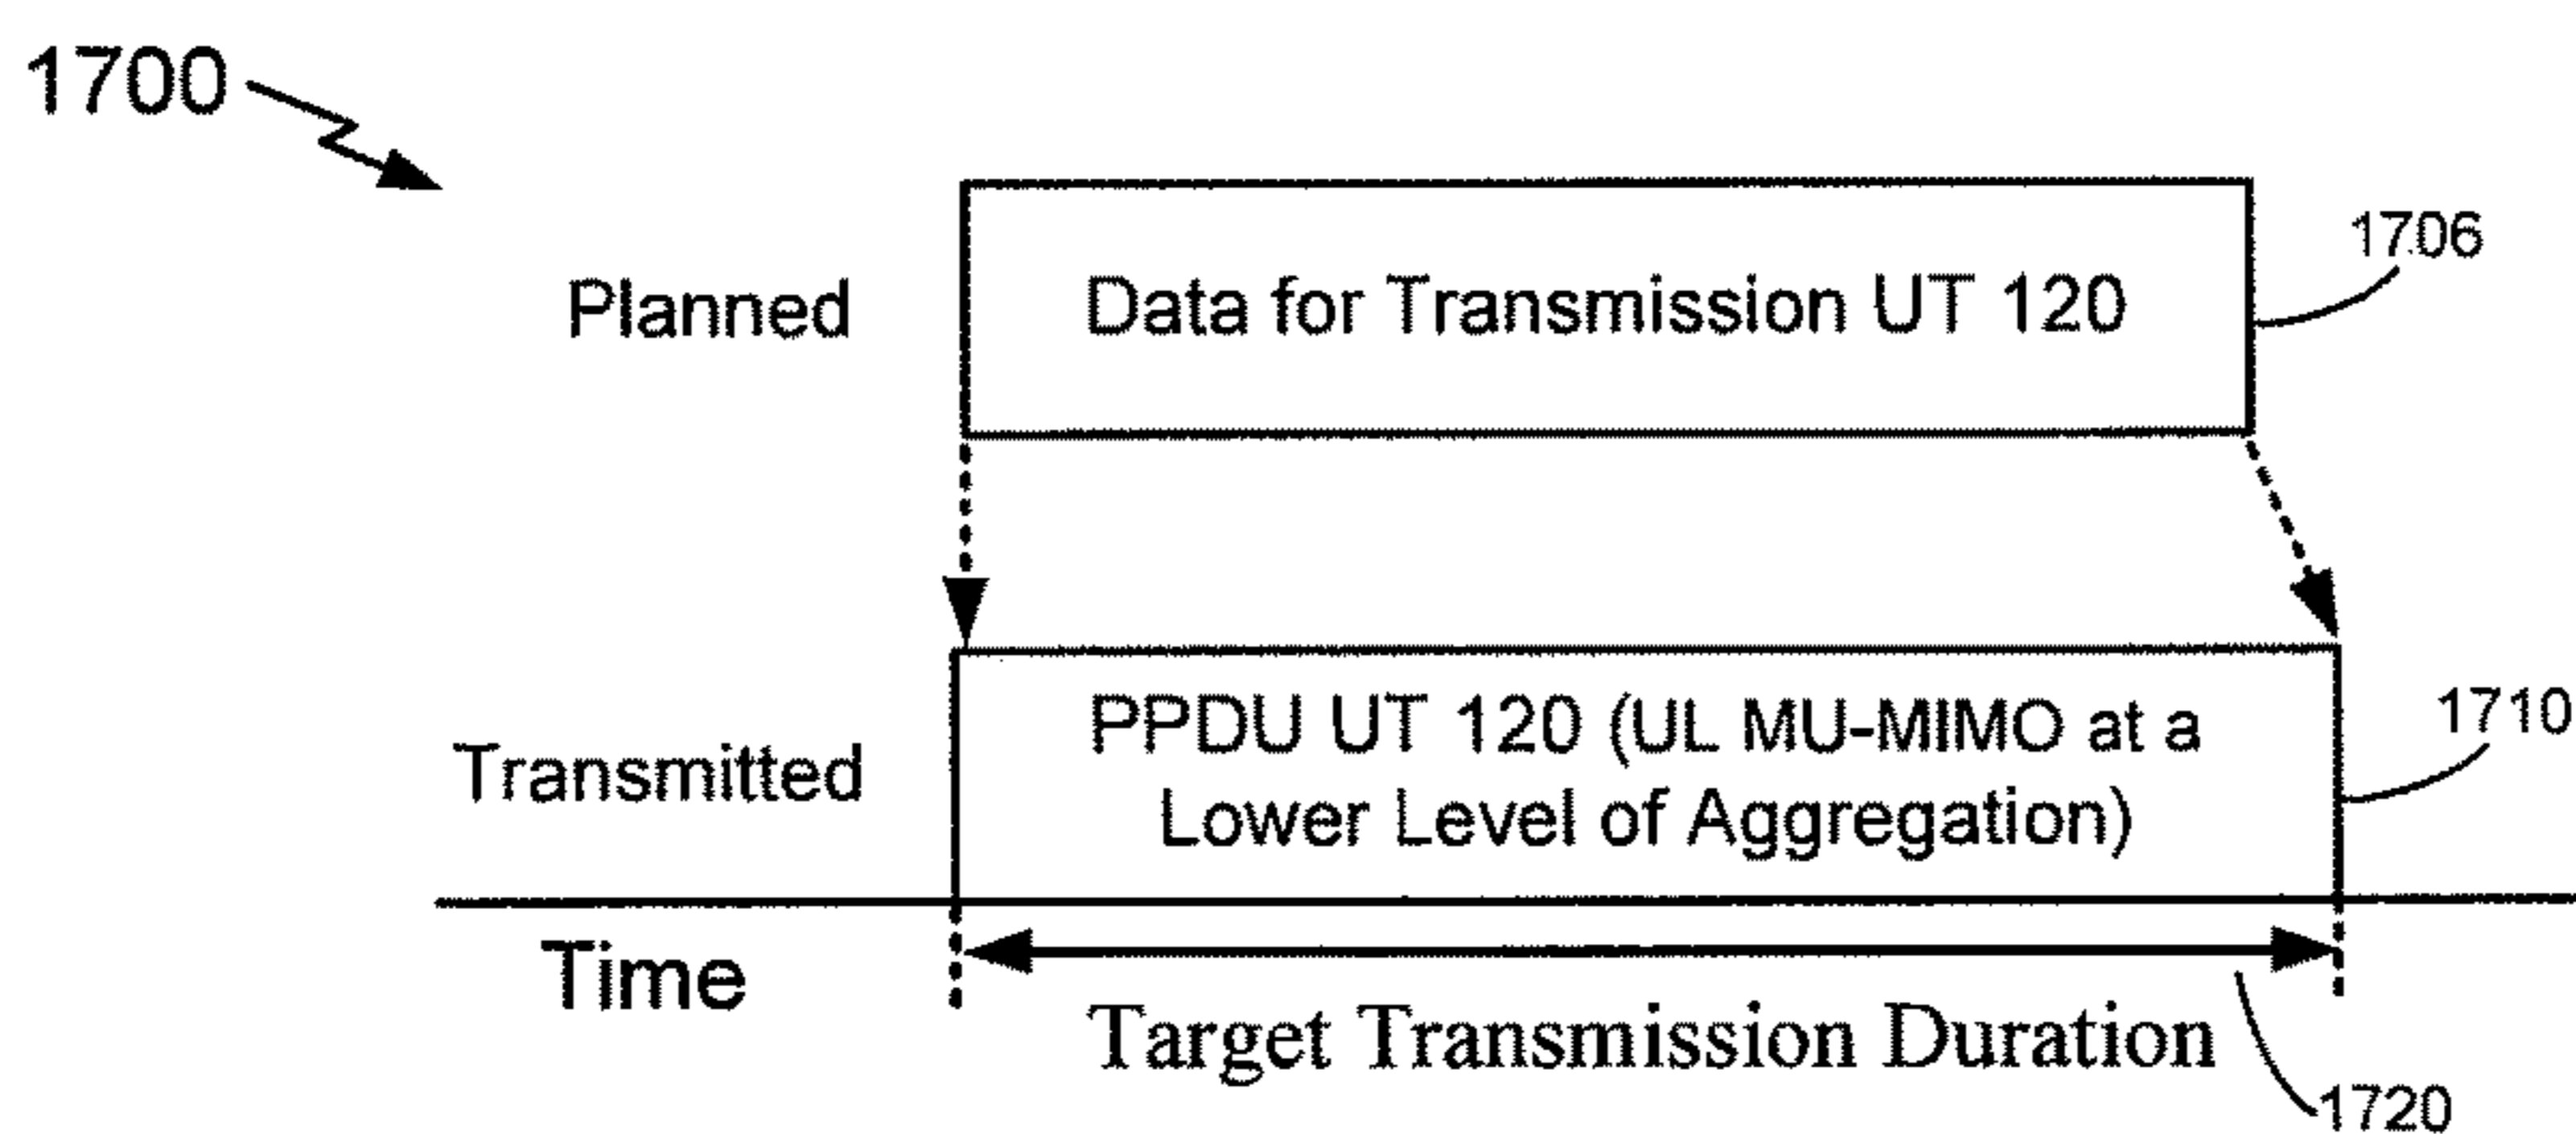 1700
1706
Planned
Data for Transmission UT 120
1710
Transmitted
PPDU UT 120 (UL MU-MIMO at a
Lower Level of Aggregation)
Time
Target Transmission Duration
1720